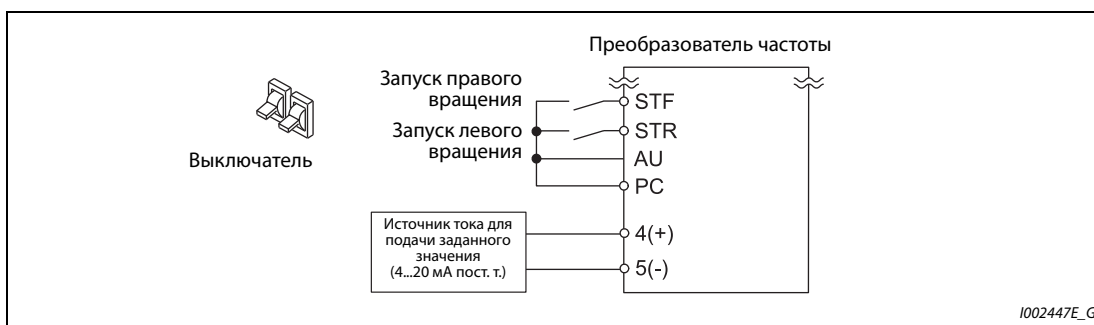 Преобразователь частоты
Запуск правого
вращения
STF
Запуск левого
вращения
STR
AU
PC
Выключатель
Источник тока для
подачи заданного
значения
(4...20 мА пост. т.)
4(+)
5(-)
I002447E_G